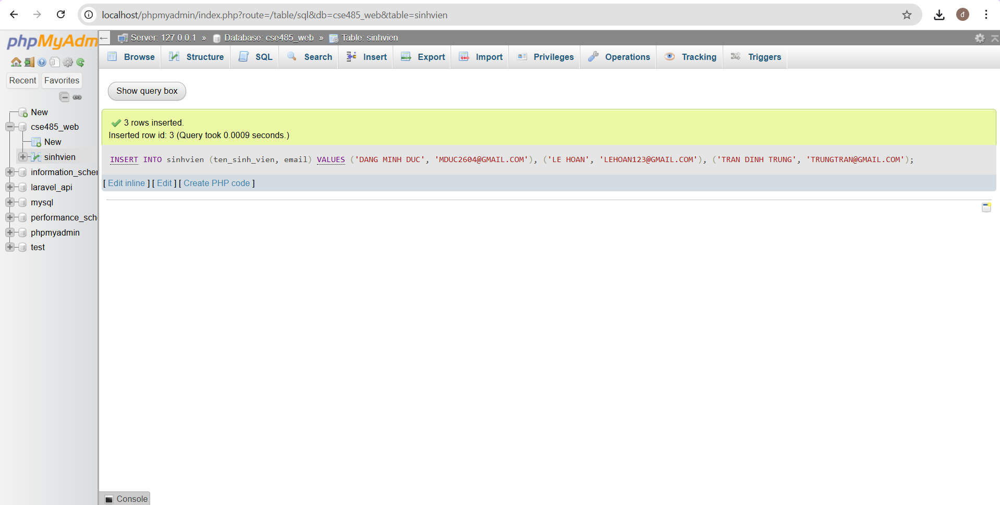 localhost/phpmyadmin/index.php?route=/table/sql&db=cse485_web&table=sinhvien
đ
phpMyAdm
Server: 127.0.0.1 » Database: cse485_web » Table: sinhvien
Browse Structure SQL Search Insert Export Import Privileges Operations Tracking Triggers
Recent Favorites
Show query box
New
cse485_web
New
sinhvien
information_scher
laravel_api
mysql
performance_sch
phpmyadmin
test
3 rows inserted.
Inserted row id: 3 (Query took 0.0009 seconds.)
INSERT INTO sinhvien (ten_sinh_vien, email) VALUES ('DANG MINH DUC', 'MDUC2604@GMAIL.COM'), ('LE HOAN', 'LEHOAN123@GMAIL.COM'), ('TRAN DINH TRUNG', 'TRUNGTRAN@GMAIL.COM');
[ Edit inline ] [ Edit ] [ Create PHP code ]
Console